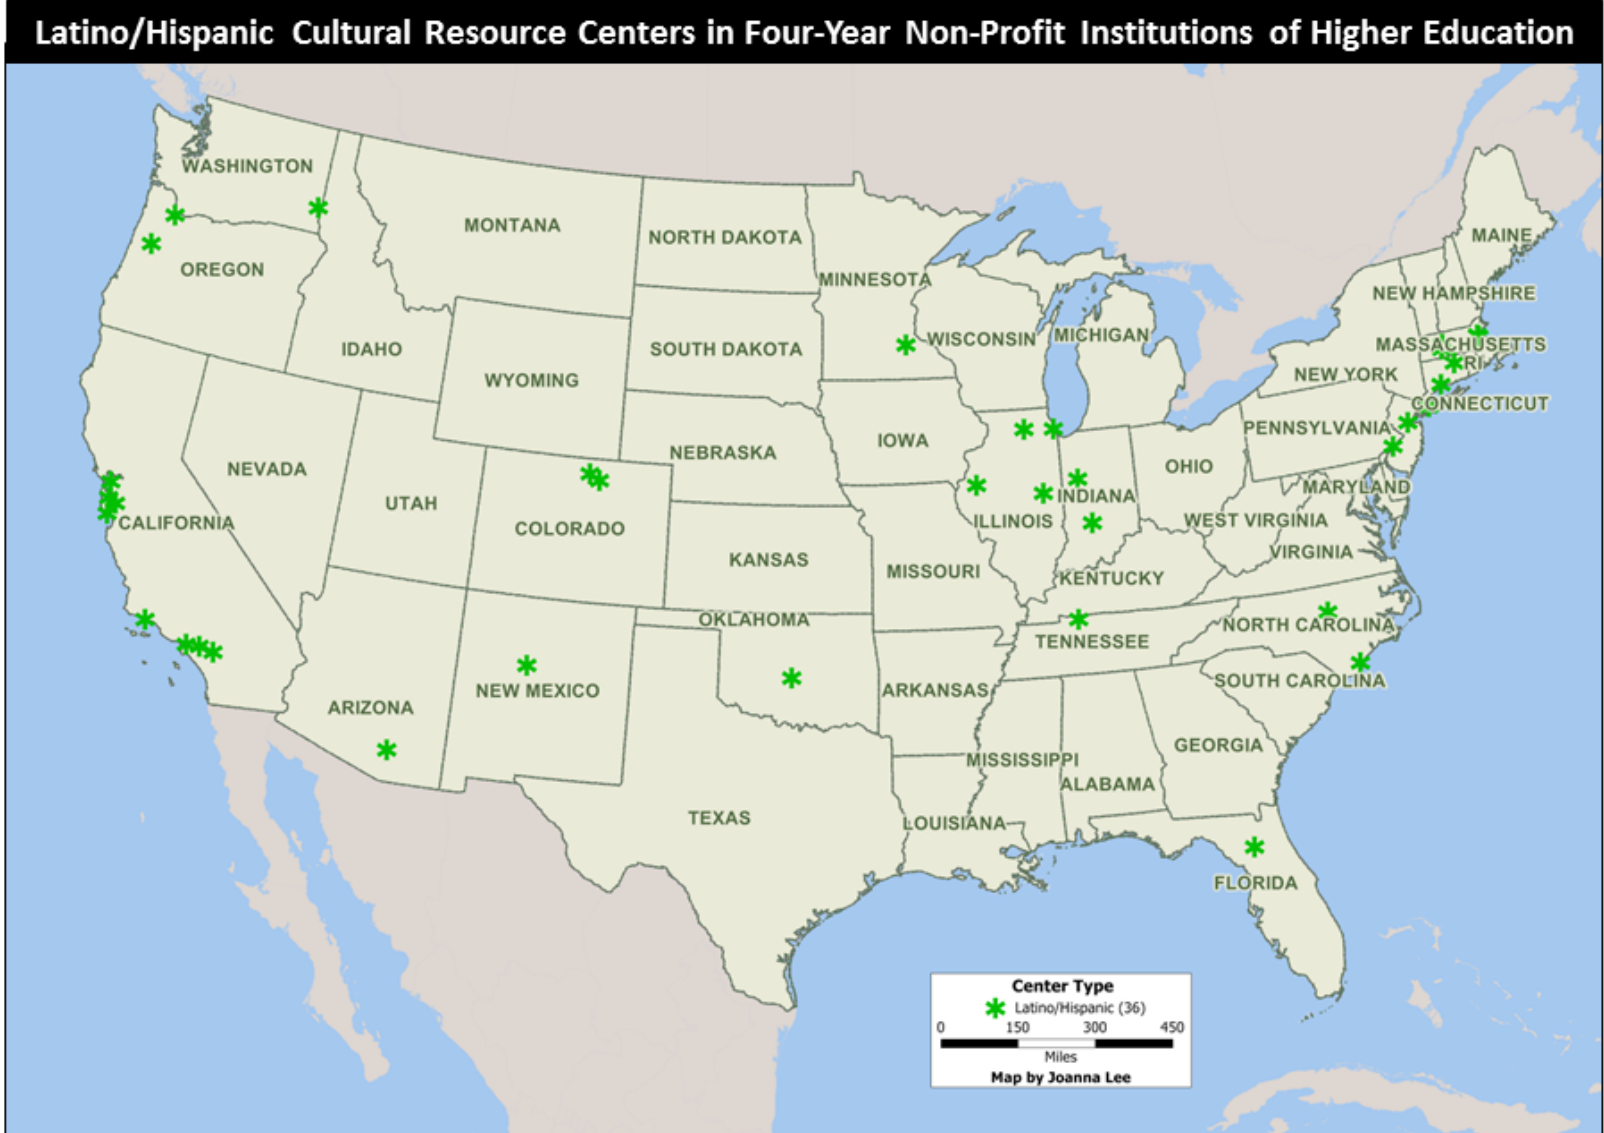 Latino/Hispanic Cultural Resource Centers in Four-Year Non-Profit Institutions of Higher Education
WASHINGTON
MONTANA
NORTH DAKOTA
MINNESOTA
MAINE
OREGON
NEW HAMPSHIRE
IDAHO
WYOMING
SOUTH DAKOTA
WISCONSIN
MICHIGAN
MASSACHUSETTS
RI
NEW YORK
CONNECTICUT
PENNSYLVANIA
IOWA
NEBRASKA
NEVADA
UTAH
OHIO
MARYLAND
INDIANA
ILLINOIS
CALIFORNIA
COLORADO
WEST VIRGINIA
VIRGINIA
KANSAS
MISSOURI
KENTUCKY
OKLAHOMA
NORTH CAROLINA
TENNESSEE
SOUTH CAROLINA
ARIZONA
NEW MEXICO
ARKANSAS
GEORGIA
MISSISSIPPI
ALABAMA
TEXAS
LOUISIANA
FLORIDA
Center Type
Latino/Hispanic (36)
0 150 300 450
Miles
Map by Joanna Lee